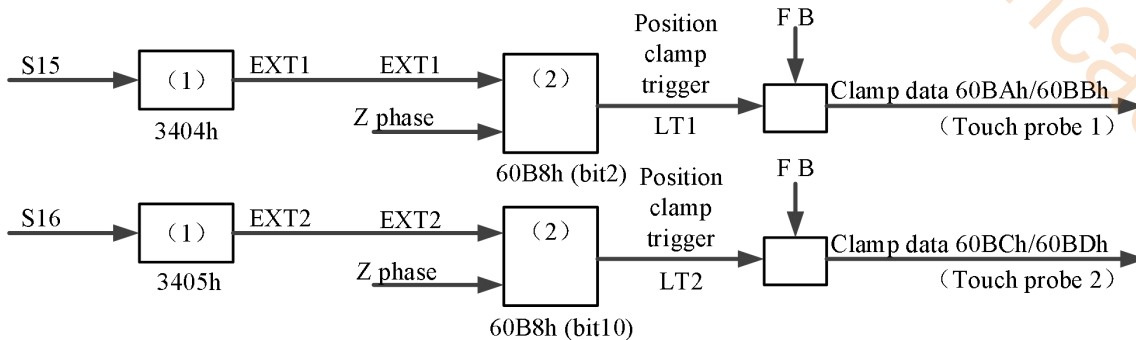 F B
Position
clamp
trigger
S15
（1）
EXT1
EXT1
（2）
Clamp data 60BAh/60BBh
Z phase
LT1
（Touch probe 1）
3404h
60B8h (bit2)
F B
Position
clamp
trigger
S16
（1）
EXT2
EXT2
（2）
Clamp data 60BCh/60BDh
Z phase
LT2
（Touch probe 2）
3405h
60B8h (bit10)